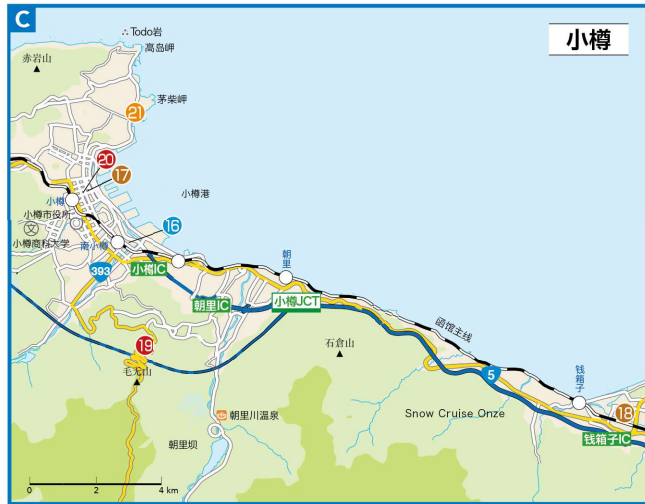 C
小樽
Todo岩
高岛岬
赤岩山
茅柴岬
21
20
17
小樽港
小樽
小樽市役所
小樽商科大学
南小樽
16
393
小樽IC
朝里
朝里IC
小樽JCT
函馆主线
19
毛无山
石仓山
5
钱箱子
18
Snow Cruise Onze
钱箱子IC
朝里川温泉
朝里坝
0 2 4 km